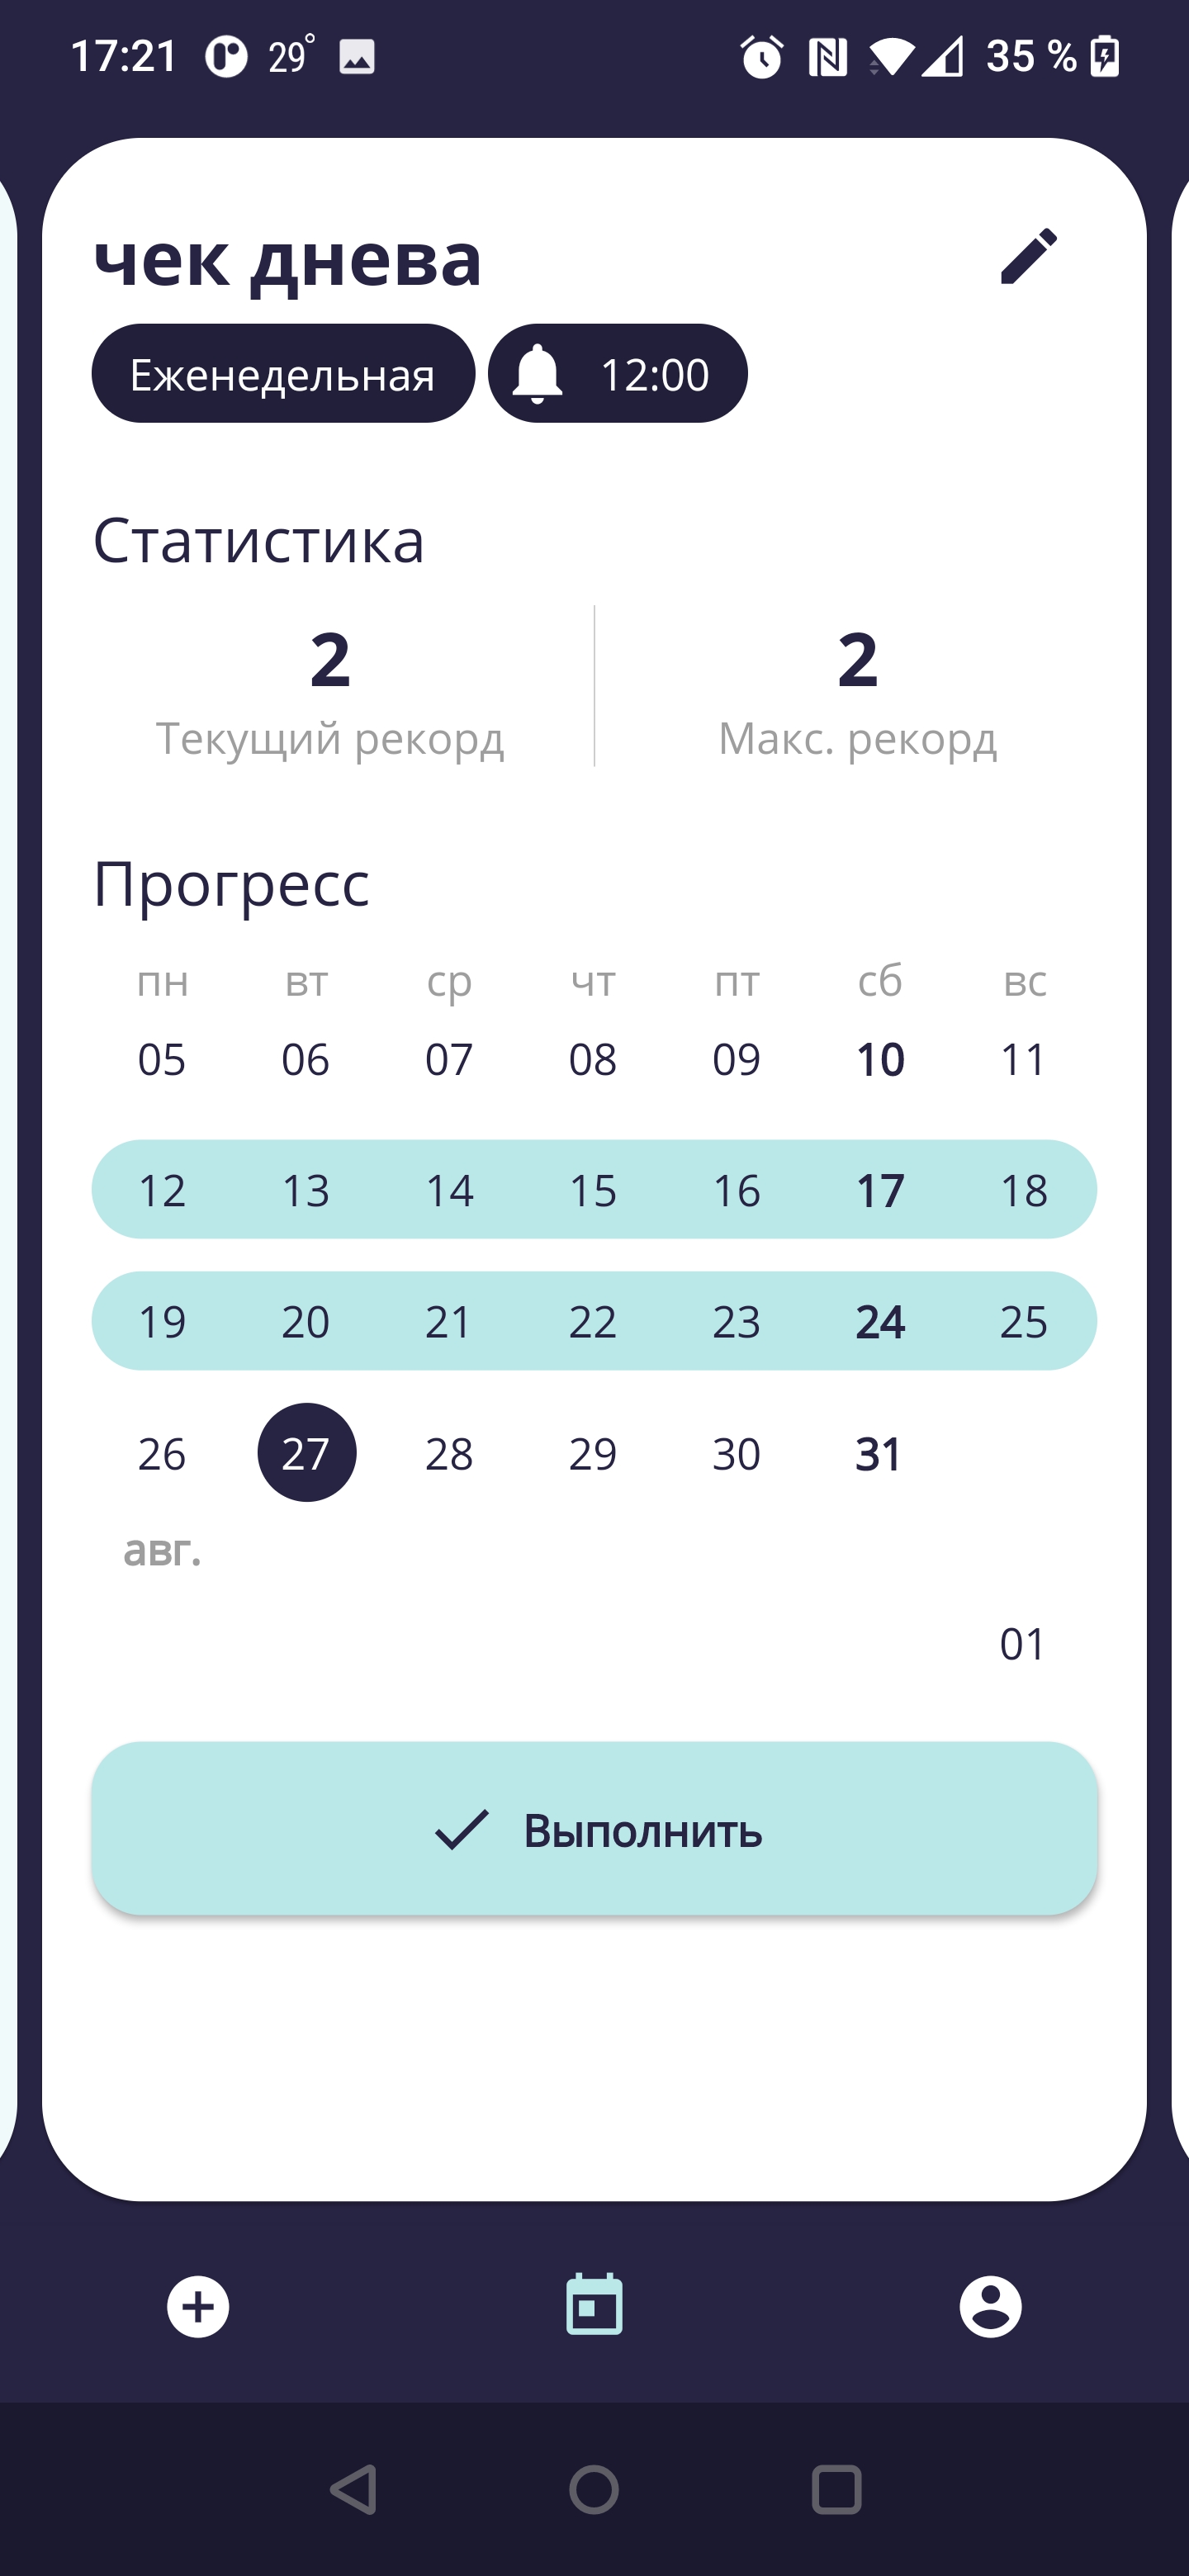 17:21 29° 35 %
чек днева
Еженедельная 12:00
Статистика
2 2
Текущий рекорд Макс. рекорд
Прогресс
пн вт ср чт пт сб вс
05 06 07 08 09 10 11
12 13 14 15 16 17 18
19 20 21 22 23 24 25
26 27 28 29 30 31
авг.
01
Выполнить